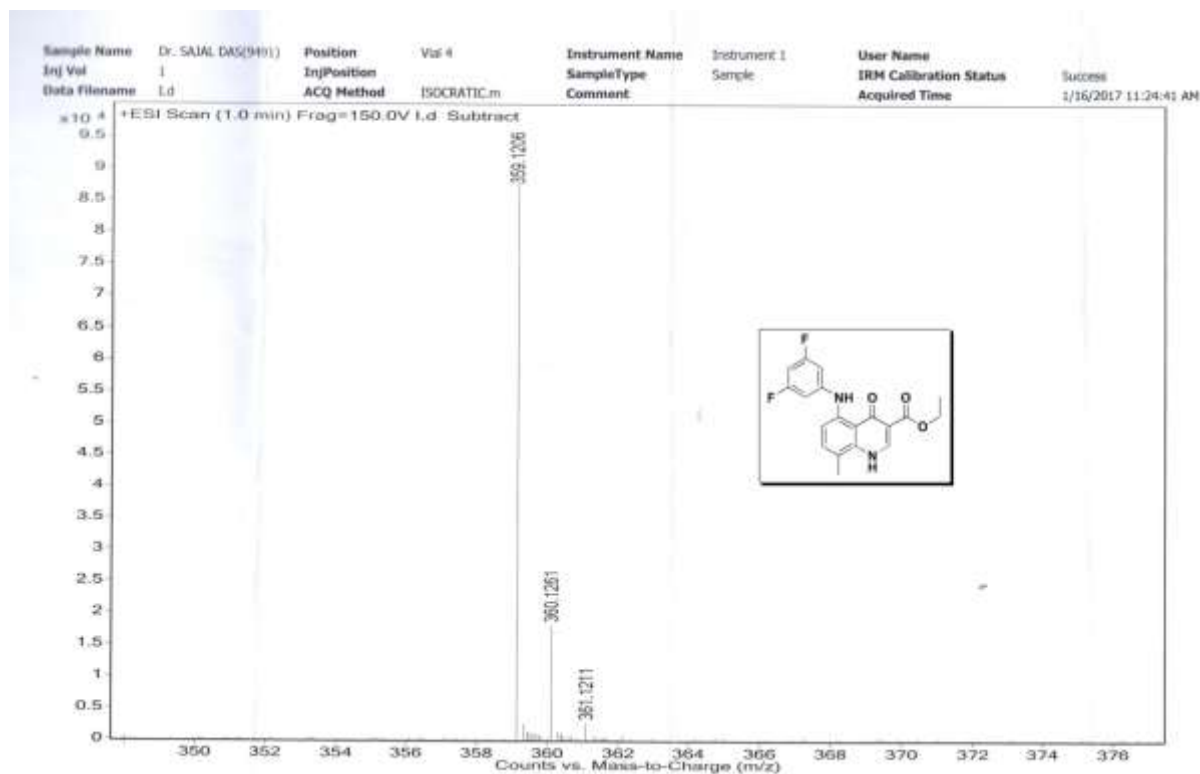 Sample Name Dr. SAJAL DAS(9491) Position Vial 4 Instrument Name Instrument 1 User Name
Inj Vol 1 InjPosition SampleType Sample IRM Calibration Status Success
Data Filename 1.d ACQ Method ISOCRATIC.m Comment Acquired Time 1/16/2017 11:24:41 AM
x10 4 +ESI Scan (1.0 min) Frag=150.0V 1.d Subtract
9.5
359.1206
9
8.5
8
7.5
7
6.5
F
6
F NH O O
5.5
O
5
N
H
4.5
4
3.5
3
2.5
360.1261
2
1.5
1
361.1211
0.5
0
350 352 354 356 358 360 362 364 366 368 370 372 374 376
Counts vs. Mass-to-Charge (m/z)